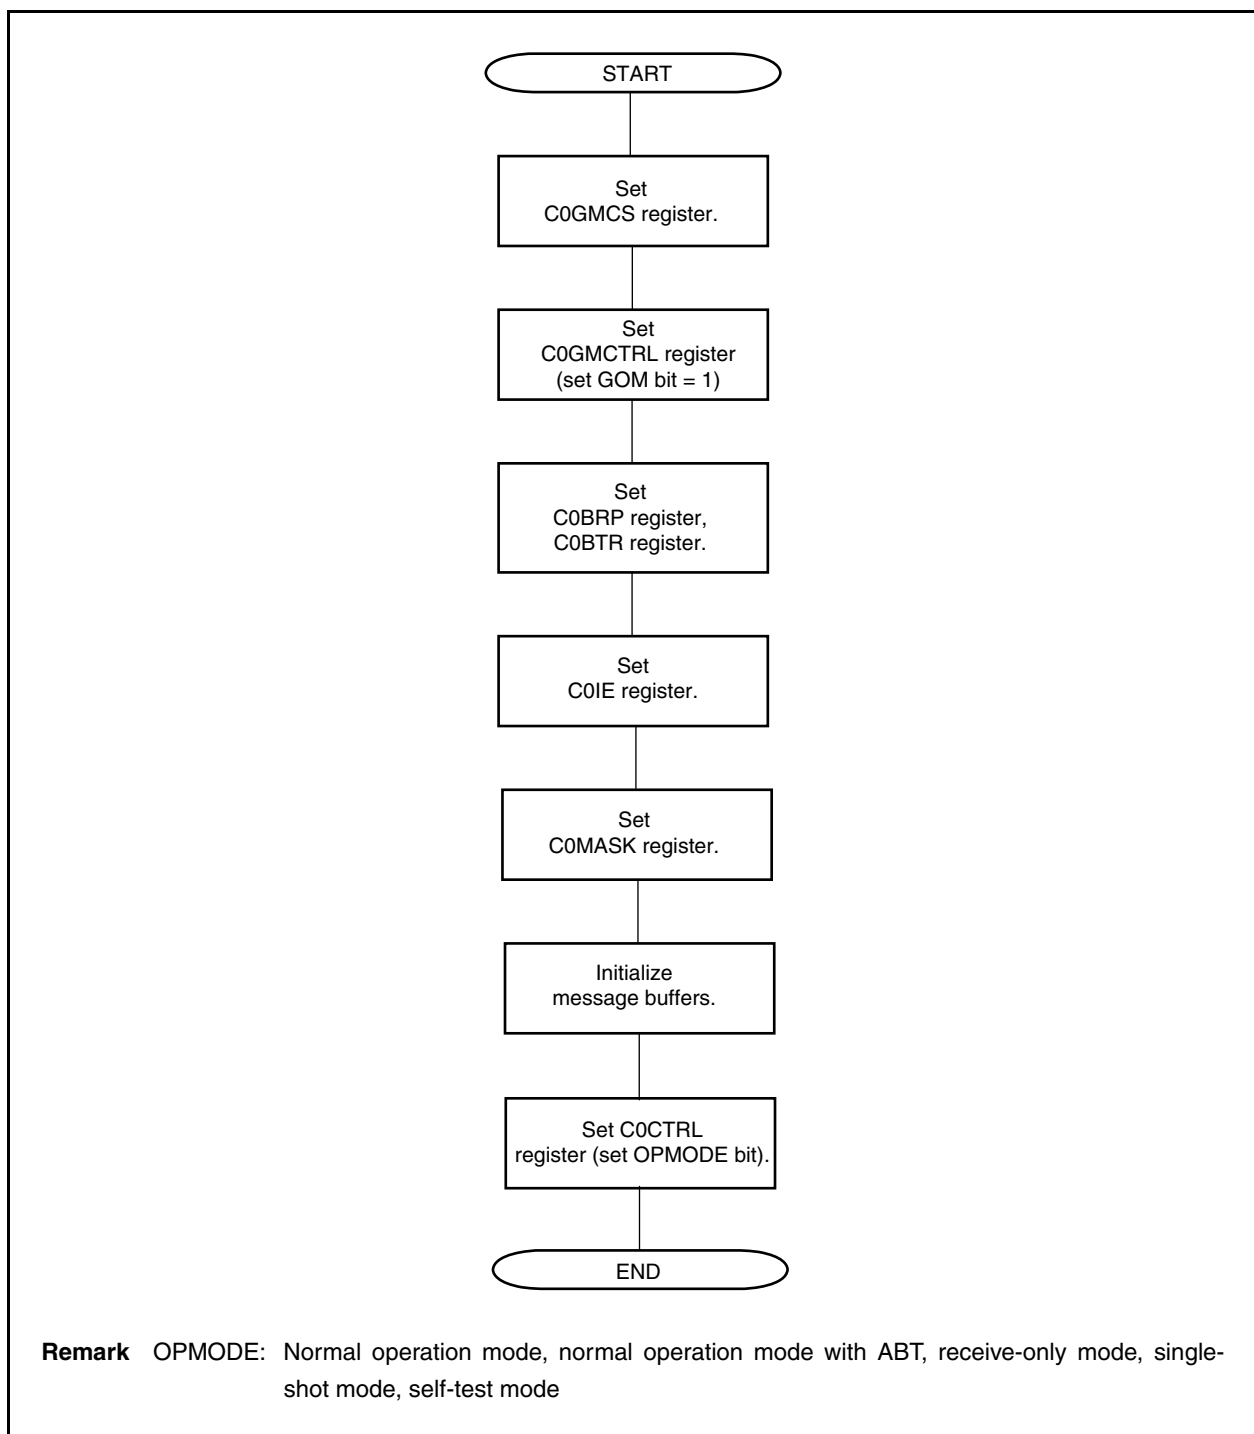 START
Set
C0GMCS register.
Set
C0GMCTRL register
(set GOM bit = 1)
Set
C0BRP register,
C0BTR register.
Set
C0IE register.
Set
C0MASK register.
Initialize
message buffers.
Set C0CTRL
register (set OPMODE bit).
END
Remark OPMODE: Normal operation mode, normal operation mode with ABT, receive-only mode, single-
shot mode, self-test mode